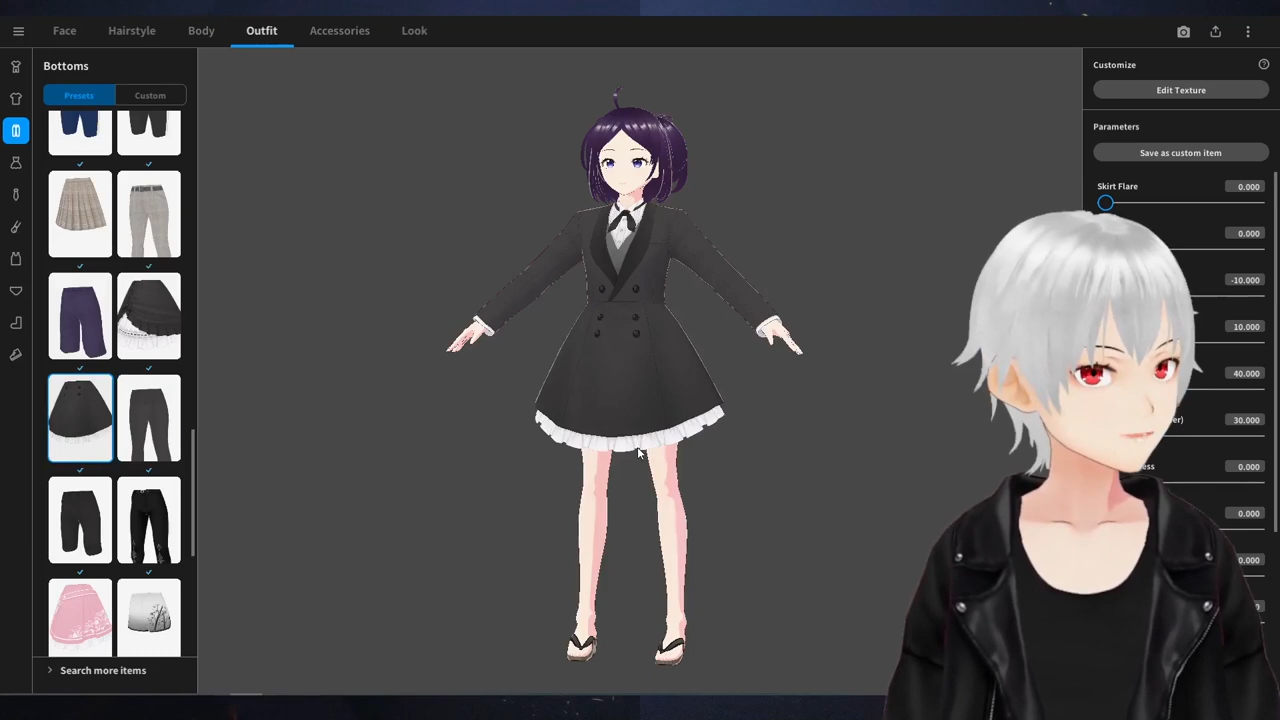 Face Hairstyle Body Outfit Accessories Look
Bottoms
Presets Custom
Search more items
Customize
Edit Texture
Parameters
Save as custom item
Skirt Flare 0.000
0.000
-10.000
10.000
40.000
er) 30.000
ess 0.000
0.000
0.000